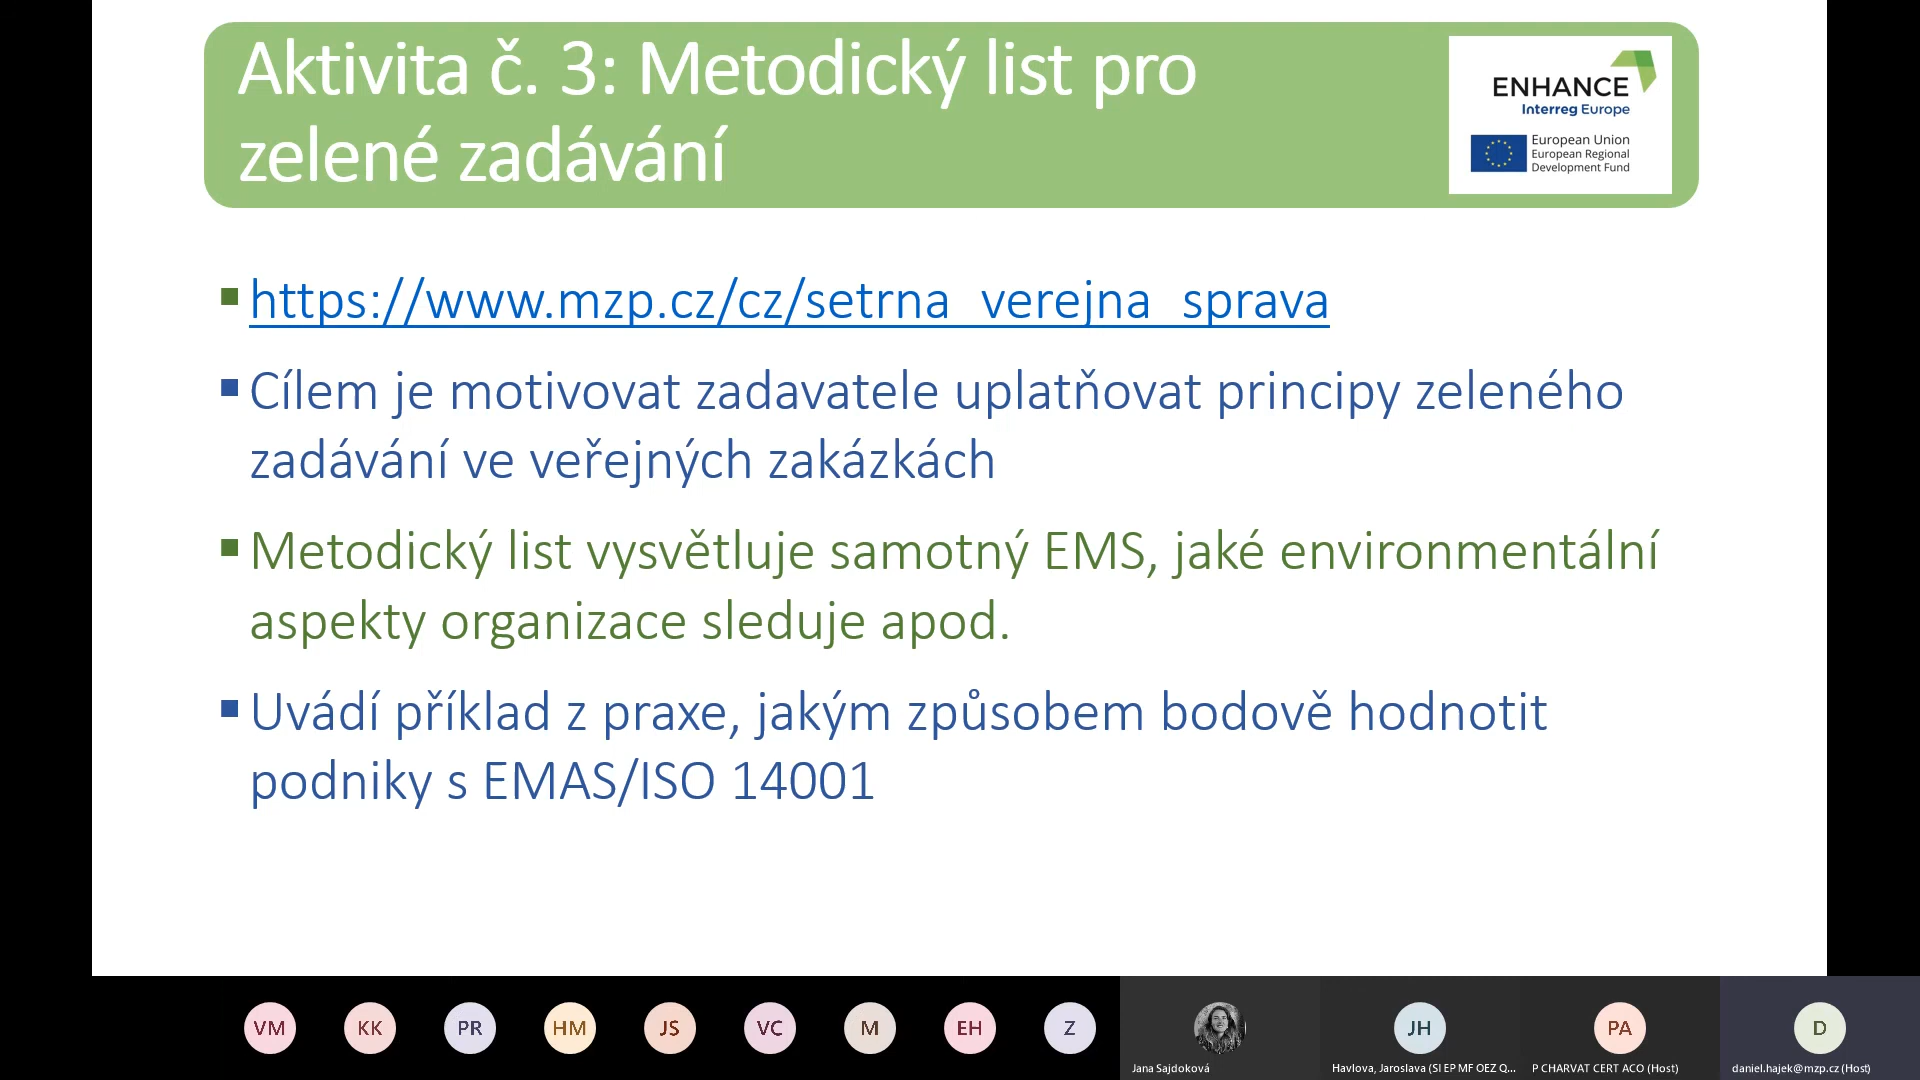 Aktivita č. 3: Metodický list pro
zelené zadávání
ENHANCE
Interreg Europe
European Union
European Regional
Development Fund
https://www.mzp.cz/cz/setrna_verejna_sprava
Cílem je motivovat zadavatele uplatňovat principy zeleného
zadávání ve veřejných zakázkách
Metodický list vysvětluje samotný EMS, jaké environmentální
aspekty organizace sleduje apod.
Uvádí příklad z praxe, jakým způsobem bodově hodnotit
podniky s EMAS/ISO 14001
VM KK PR HM JS VC M EH Z JH PA D
Jana Sajdoková Havlova, Jaroslava (SI EP MF OEZ Q... P CHARVAT CERT ACO (Host) daniel.hajek@mzp.cz (Host)